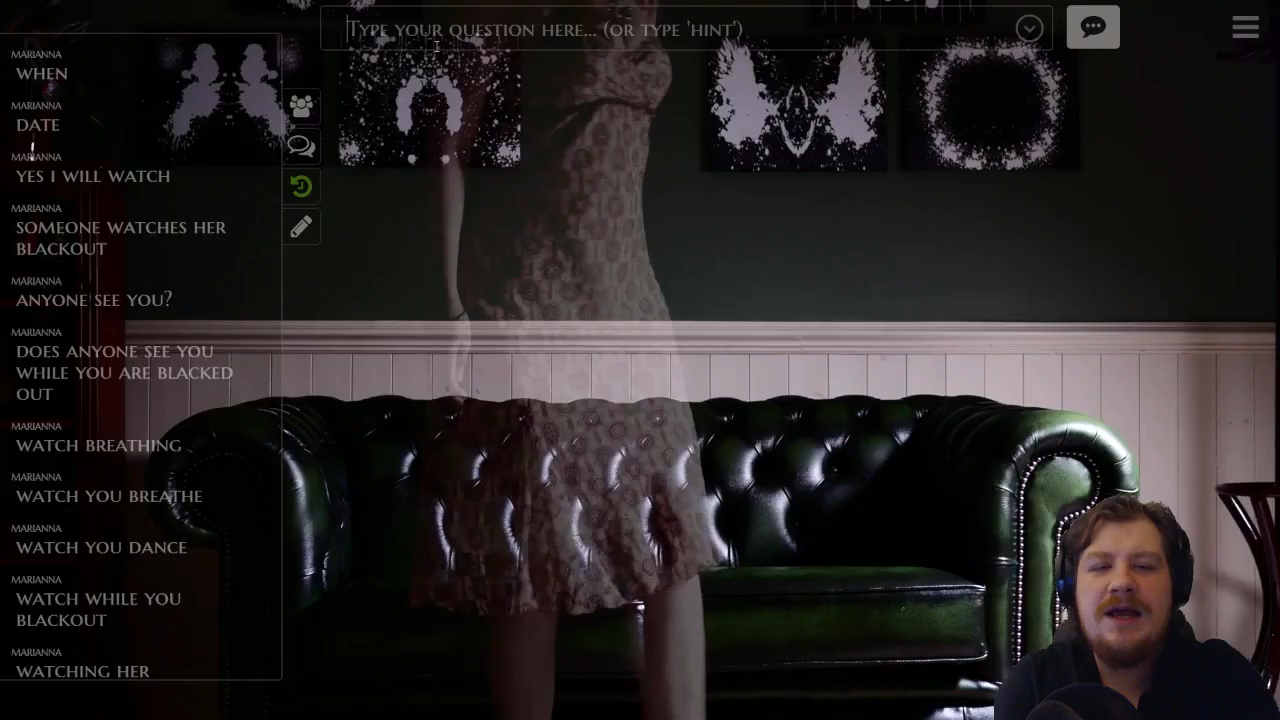 Type your question here... (or type 'hint')
MARIANNA
WHEN
MARIANNA
DATE
MARIANNA
YES I WILL WATCH
MARIANNA
SOMEONE WATCHES HER
BLACKOUT
MARIANNA
ANYONE SEE YOU?
MARIANNA
DOES ANYONE SEE YOU
WHILE YOU ARE BLACKED
OUT
MARIANNA
WATCH BREATHING
MARIANNA
WATCH YOU BREATHE
MARIANNA
WATCH YOU DANCE
MARIANNA
WATCH WHILE YOU
BLACKOUT
MARIANNA
WATCHING HER